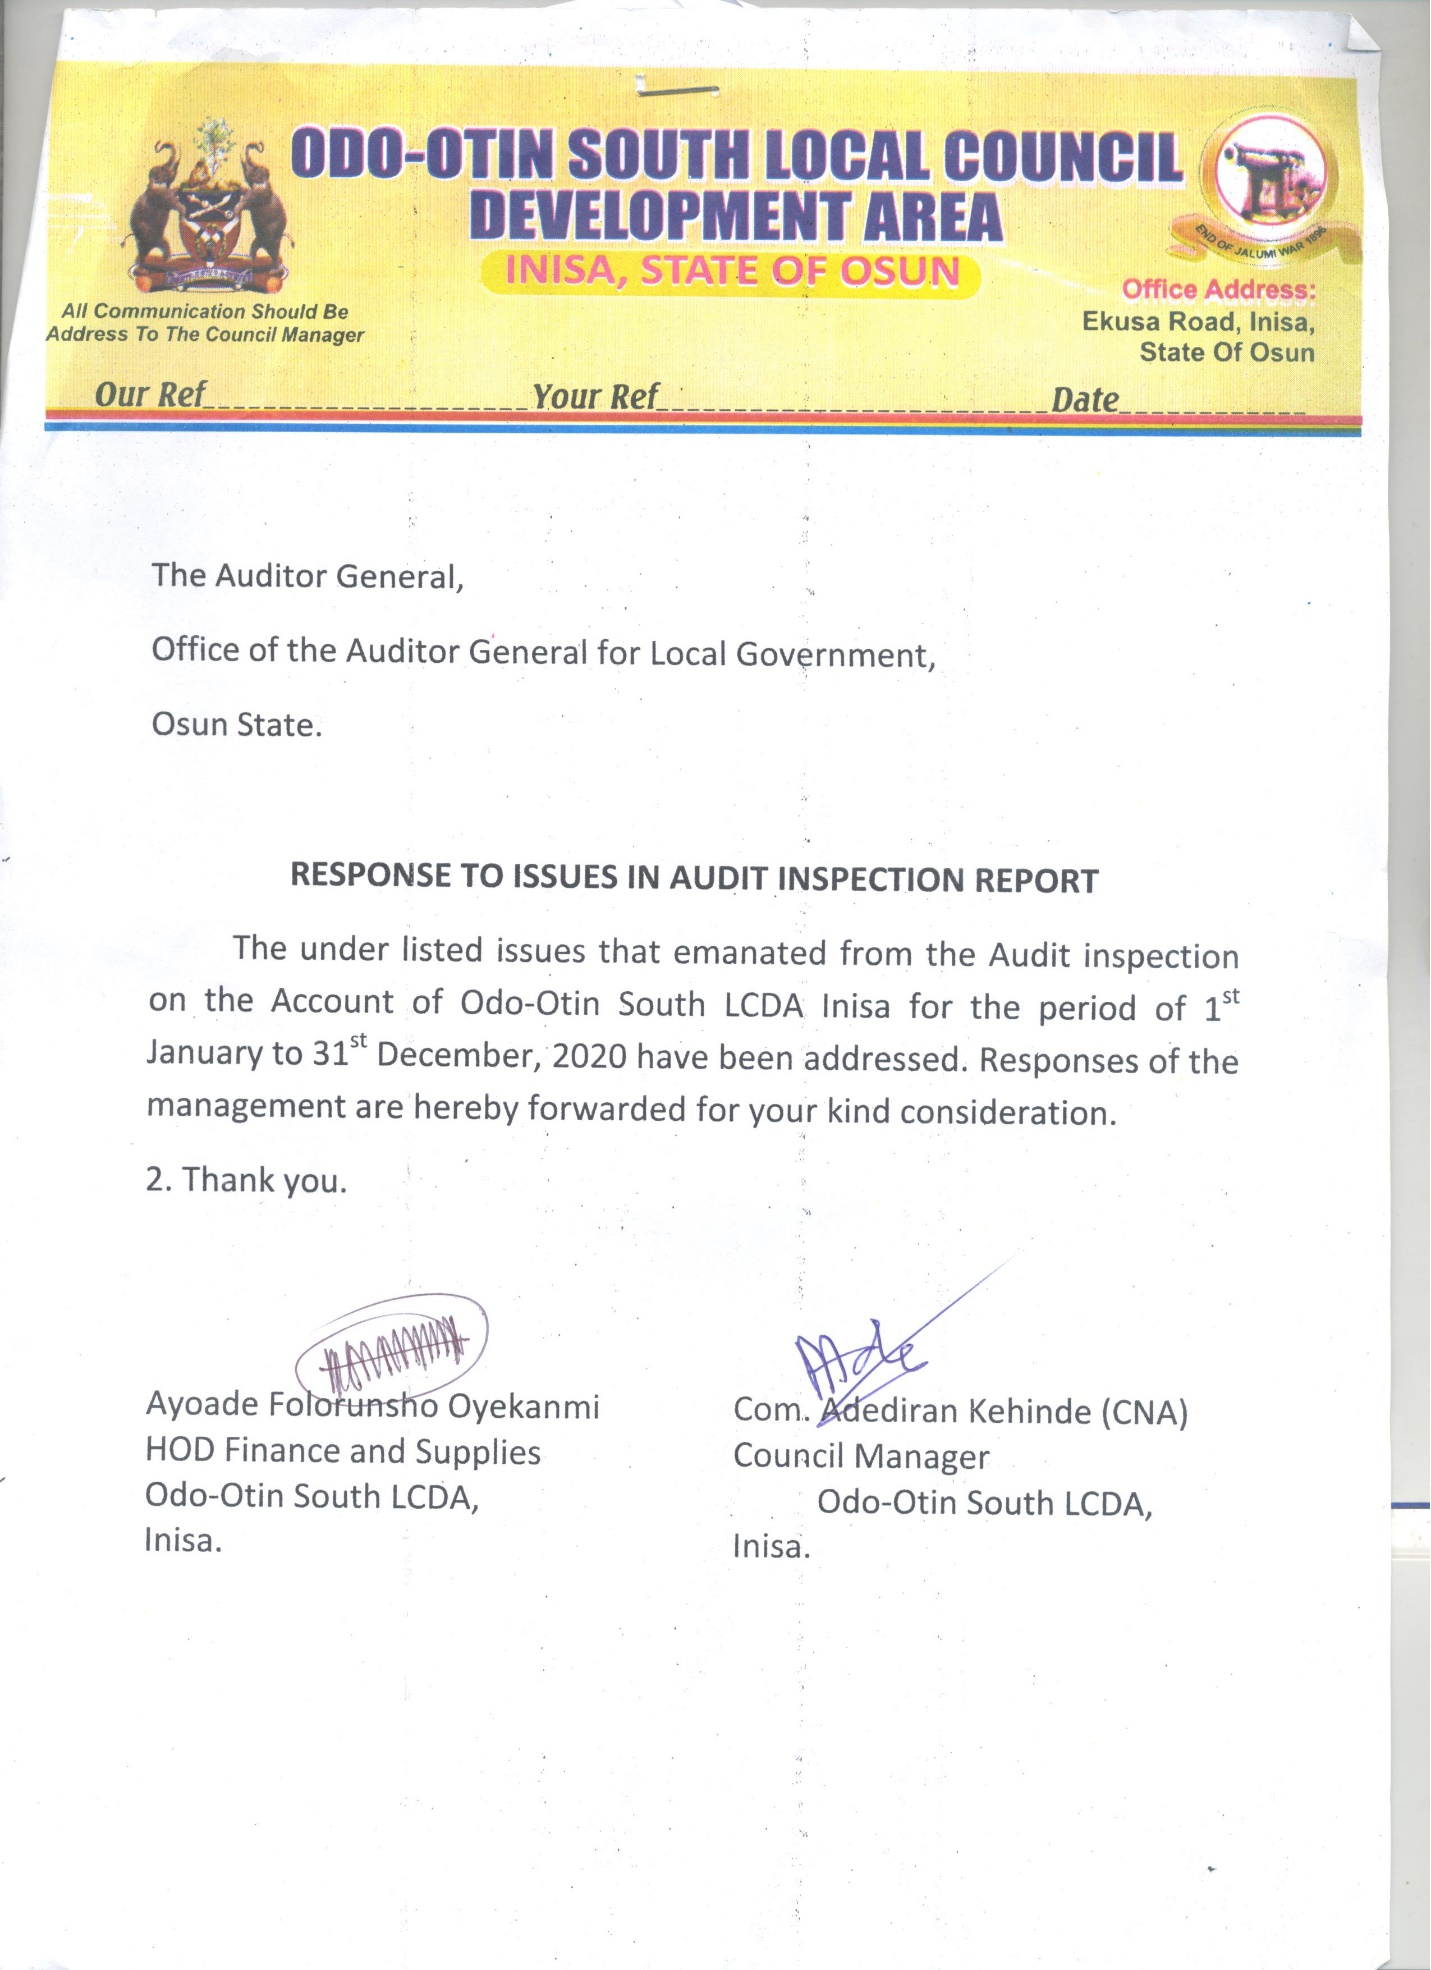 ODO-OTIN SOUTH LOCAL COUNCIL
DEVELOPMENT AREA
INISA, STATE OF OSUN
END OF JALUMI WAR 1896
All Communication Should Be
Address To The Council Manager
Office Address:
Ekusa Road, Inisa,
State Of Osun
Our Ref_____________________Your Ref_________________________Date____________
The Auditor General,
Office of the Auditor General for Local Government,
Osun State.
RESPONSE TO ISSUES IN AUDIT INSPECTION REPORT
The under listed issues that emanated from the Audit inspection
on the Account of Odo-Otin South LCDA Inisa for the period of 1st
January to 31st December, 2020 have been addressed. Responses of the
management are hereby forwarded for your kind consideration.
2. Thank you.
Ayoade Folorunsho Oyekanmi
HOD Finance and Supplies
Odo-Otin South LCDA,
Inisa.
Com. Adediran Kehinde (CNA)
Council Manager
Odo-Otin South LCDA,
Inisa.